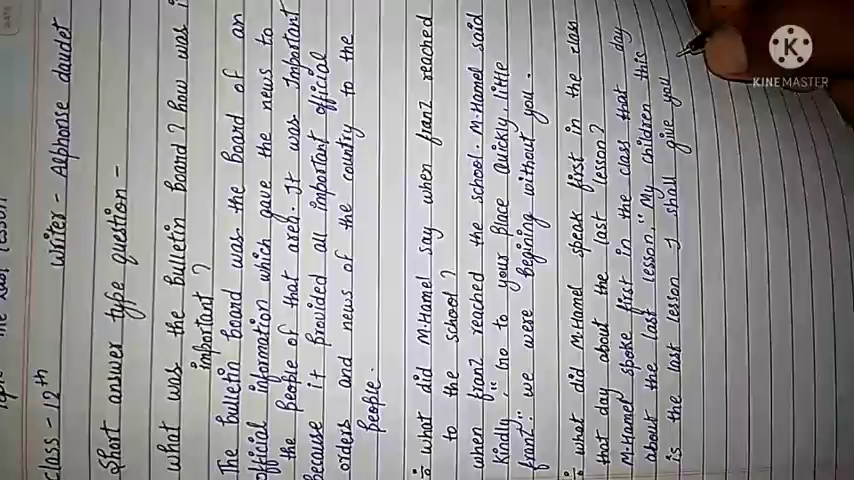 The last lesson
class - 12th writer - Alphonse daudet
Short answer type question -
what was the bulletin board? how was i
important?
The bulletin board was the board of an
official information which gave the news to
the people of that area. It was Important
Because it provided all important official
orders and news of the country to the
people.
what did M.Hamel say when franz reached
to the school?
when franz reached the school. M.Hamel said
kindly, "Go to your place quickly, little
franz". we were begining without you.
what did M.Hamel speak first in the class
that day about the last lesson?
M.Hamel spoke first in the class that day
about the last lesson, "My children this
is the last lesson I shall give you
KINEMASTER